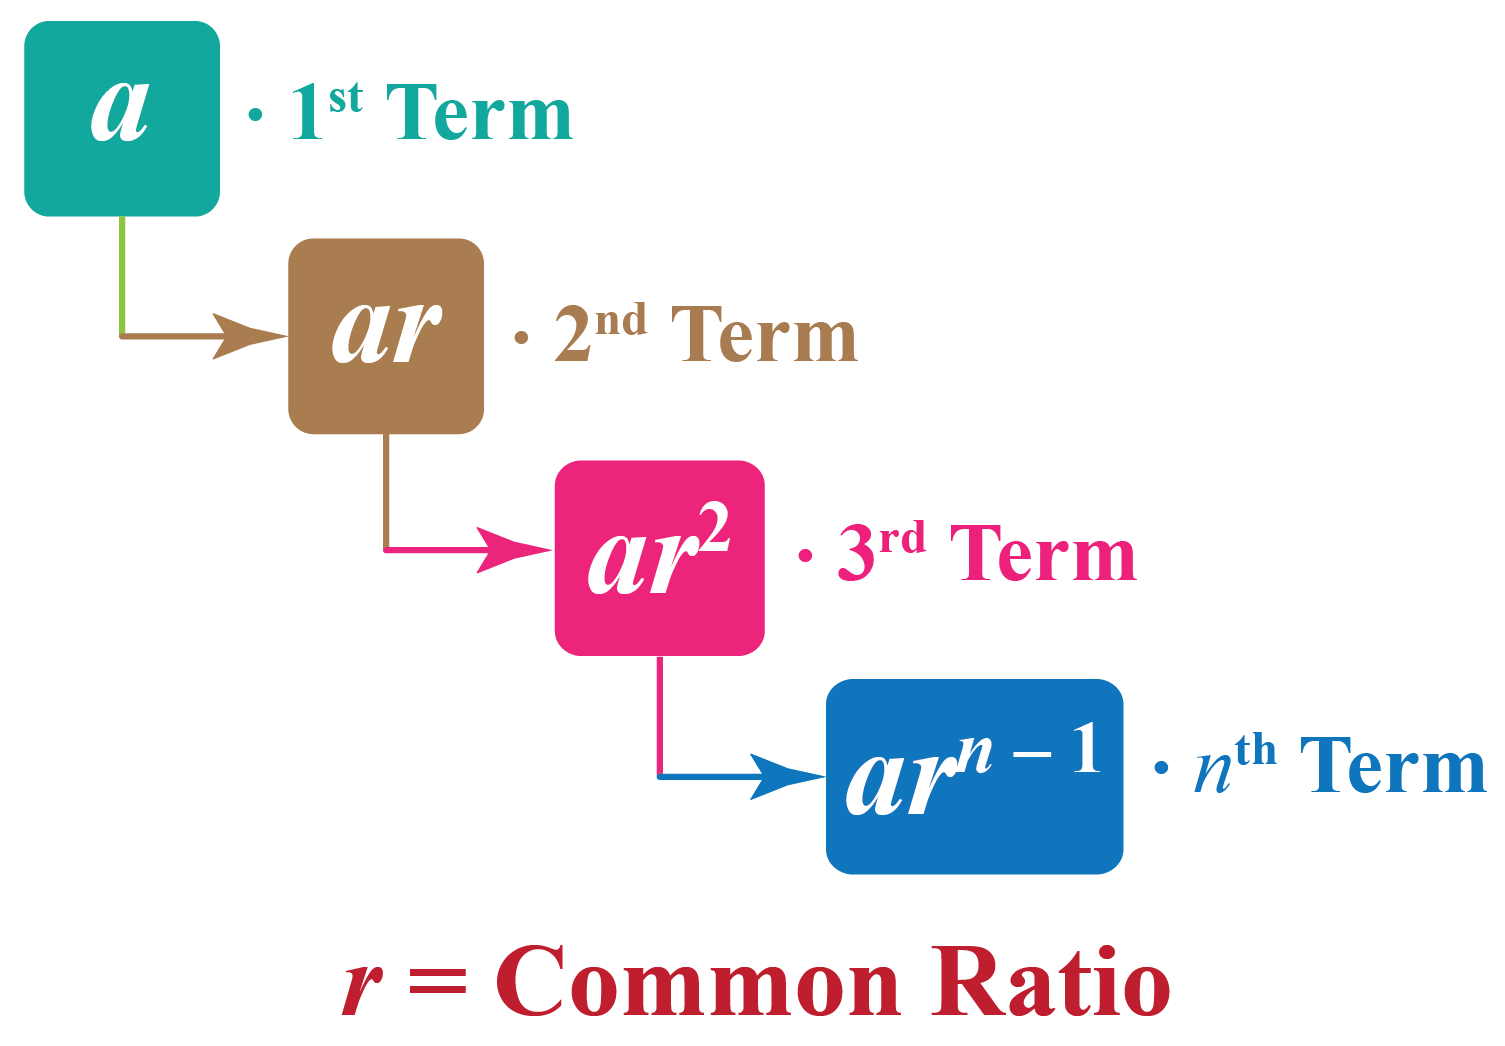 a · 1st Term
ar · 2nd Term
ar² · 3rd Term
arⁿ ⁻ ¹ · nth Term
r = Common Ratio